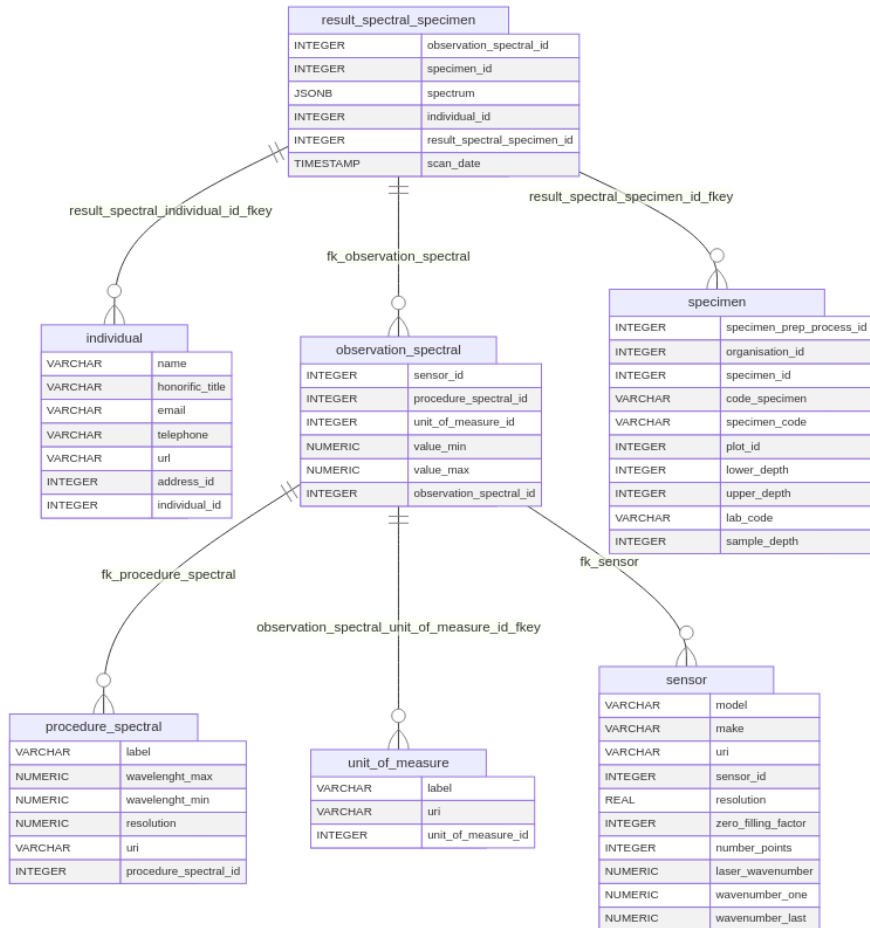 result_spectral_specimen
INTEGER observation_spectral_id
INTEGER specimen_id
JSONB spectrum
INTEGER individual_id
INTEGER result_spectral_specimen_id
TIMESTAMP scan_date
result_spectral_individual_id_fkey
fk_observation_spectral
result_spectral_specimen_id_fkey
individual
VARCHAR name
VARCHAR honorific_title
VARCHAR email
VARCHAR telephone
VARCHAR url
INTEGER address_id
INTEGER individual_id
observation_spectral
INTEGER sensor_id
INTEGER procedure_spectral_id
INTEGER unit_of_measure_id
NUMERIC value_min
NUMERIC value_max
INTEGER observation_spectral_id
specimen
INTEGER specimen_prep_process_id
INTEGER organisation_id
INTEGER specimen_id
VARCHAR code_specimen
VARCHAR specimen_code
INTEGER plot_id
INTEGER lower_depth
INTEGER upper_depth
VARCHAR lab_code
INTEGER sample_depth
fk_procedure_spectral
observation_spectral_unit_of_measure_id_fkey
fk_sensor
procedure_spectral
VARCHAR label
NUMERIC wavelenght_max
NUMERIC wavelenght_min
NUMERIC resolution
VARCHAR uri
INTEGER procedure_spectral_id
unit_of_measure
VARCHAR label
VARCHAR uri
INTEGER unit_of_measure_id
sensor
VARCHAR model
VARCHAR make
VARCHAR uri
INTEGER sensor_id
REAL resolution
INTEGER zero_filling_factor
INTEGER number_points
NUMERIC laser_wavenumber
NUMERIC wavenumber_one
NUMERIC wavenumber_last